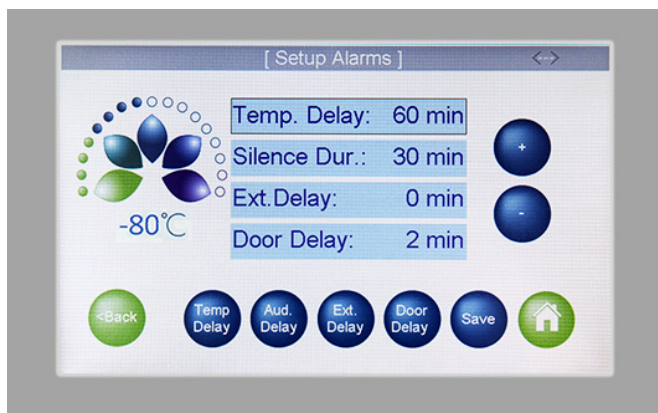 [ Setup Alarms ]
<-->
Temp. Delay: 60 min
Silence Dur.: 30 min
Ext.Delay: 0 min
Door Delay: 2 min
+
-
-80°C
<Back
Temp Delay
Aud. Delay
Ext. Delay
Door Delay
Save